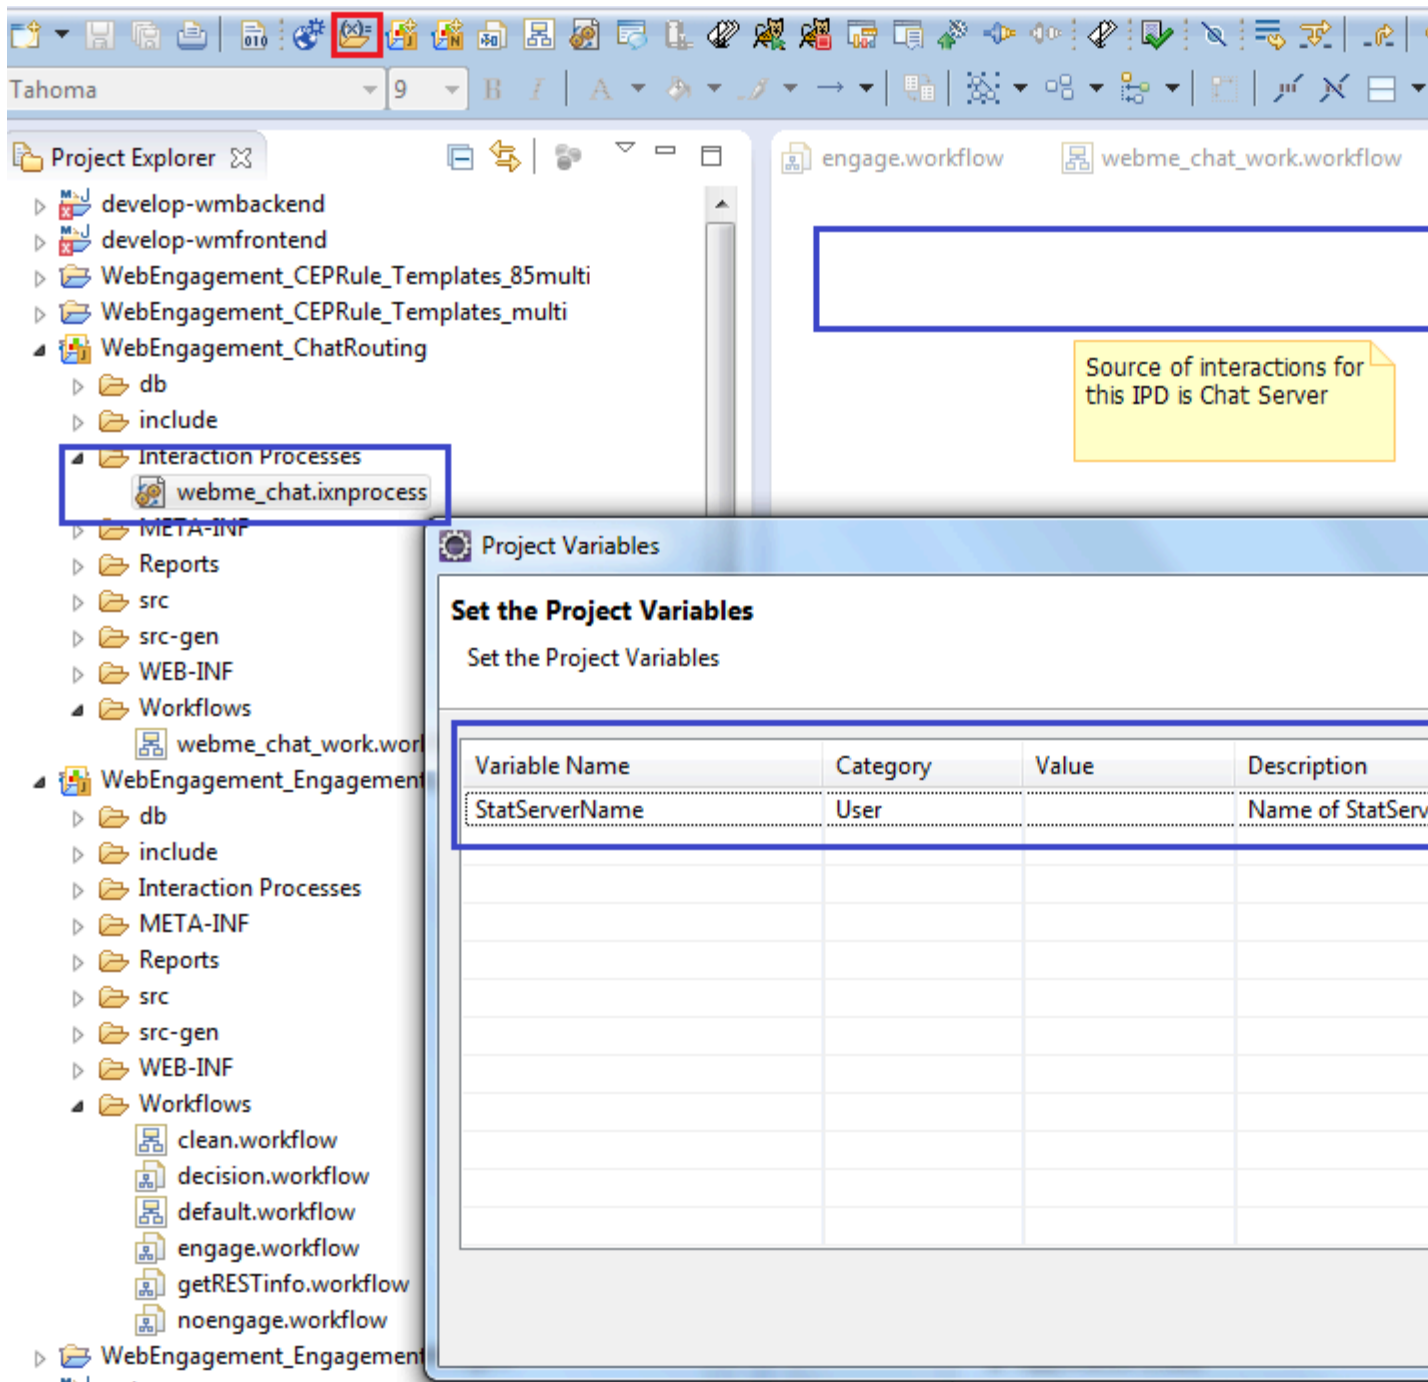 Tahoma
9
Project Explorer
develop-wmbackend
develop-wmfrontend
WebEngagement_CEPRule_Templates_85multi
WebEngagement_CEPRule_Templates_multi
WebEngagement_ChatRouting
db
include
Interaction Processes
webme_chat.ixnprocess
META-INF
Reports
src
src-gen
WEB-INF
Workflows
webme_chat_work.worl
WebEngagement_Engagement
db
include
Interaction Processes
META-INF
Reports
src
src-gen
WEB-INF
Workflows
clean.workflow
decision.workflow
default.workflow
engage.workflow
getRESTinfo.workflow
noengage.workflow
WebEngagement_Engagement
engage.workflow
webme_chat_work.workflow
Source of interactions for
this IPD is Chat Server
Project Variables
Set the Project Variables
Set the Project Variables
Variable Name Category Value Description
StatServerName User Name of StatServ